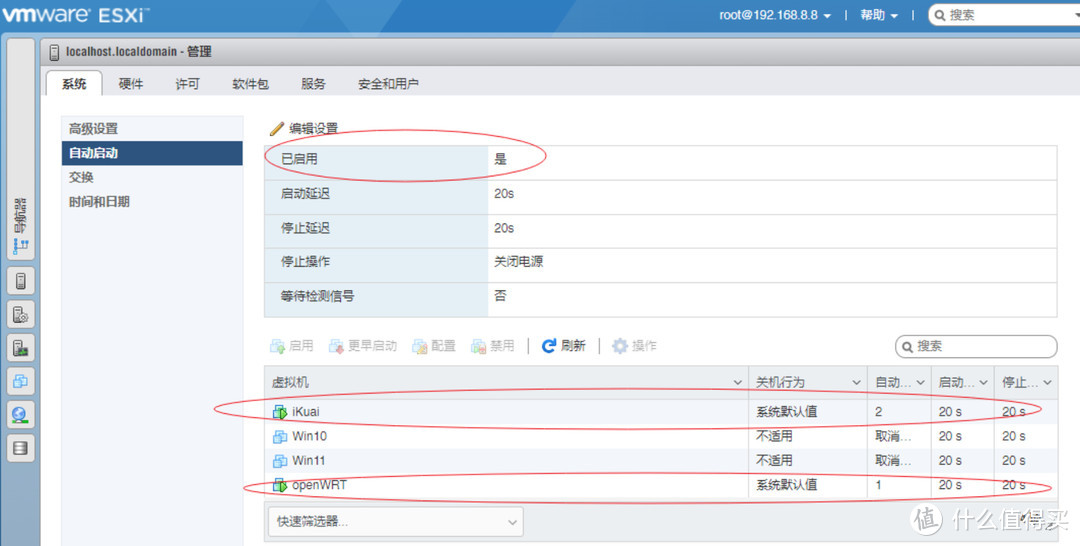 vmware ESXi™ root@192.168.8.8 帮助 搜索
localhost.localdomain - 管理
系统 硬件 许可 软件包 服务 安全和用户
导航器
高级设置
自动启动
交换
时间和日期
编辑设置
已启用 是
启动延迟 20s
停止延迟 20s
停止操作 关闭电源
等待检测信号 否
启用 更早启动 配置 禁用 刷新 操作 搜索
虚拟机 关机行为 自动... 启动... 停止...
iKuai 系统默认值 2 20 s 20 s
Win10 不适用 取消... 20 s 20 s
Win11 不适用 取消... 20 s 20 s
openWRT 系统默认值 1 20 s 20 s
快速筛选器...
值 什么值得买